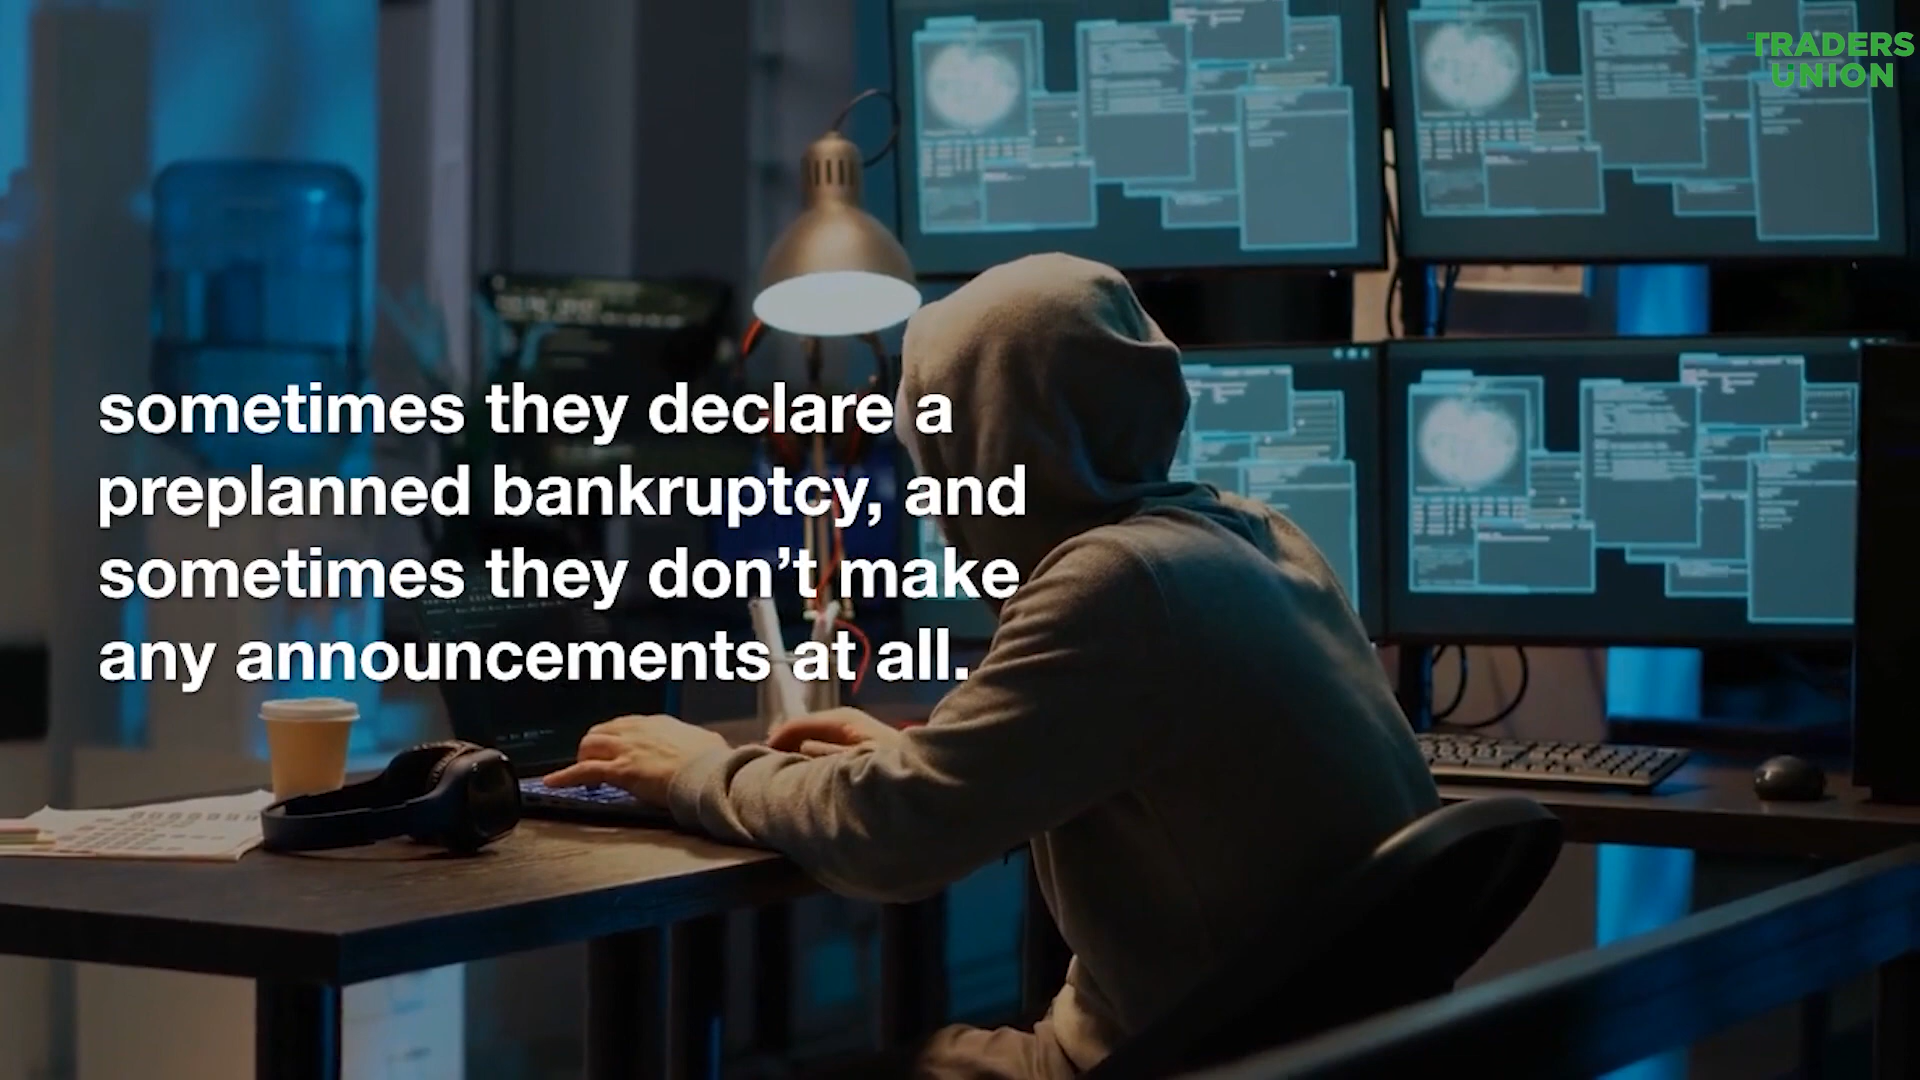 TRADERS
UNION
sometimes they declare a
preplanned bankruptcy, and
sometimes they don’t make
any announcements at all.